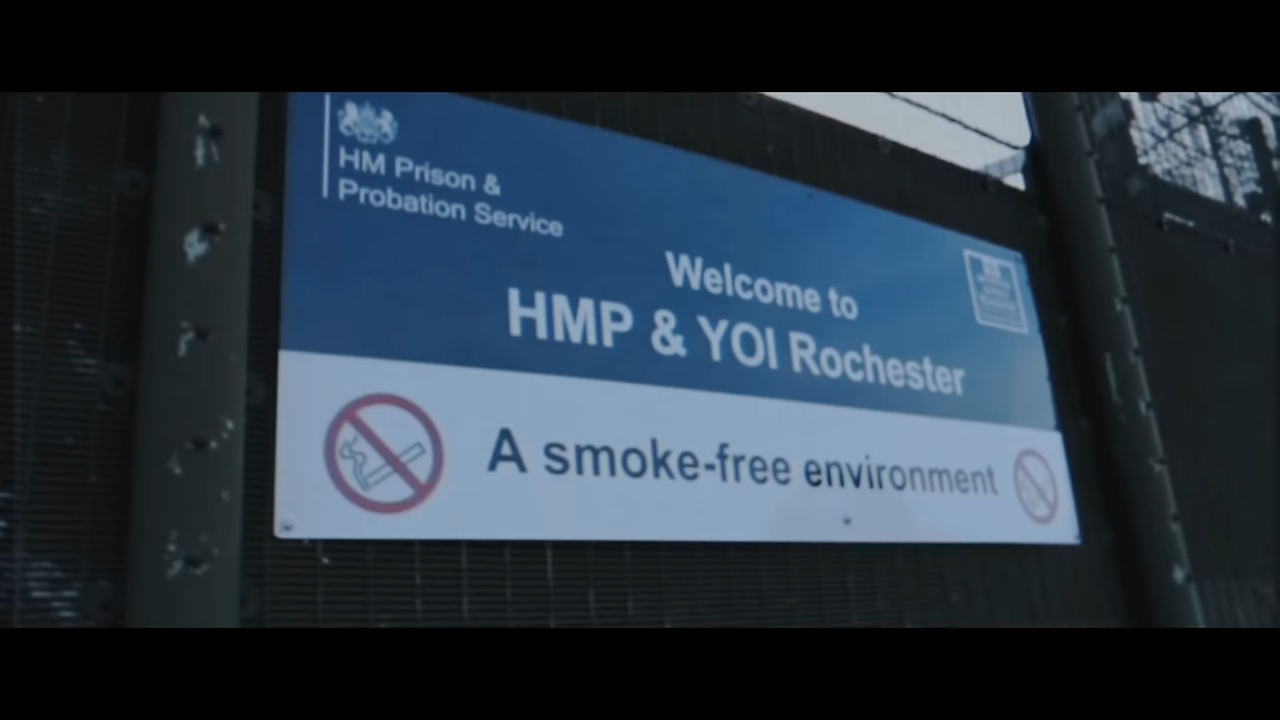 HM Prison &
Probation Service
Welcome to
HMP & YOI Rochester
A smoke-free environment